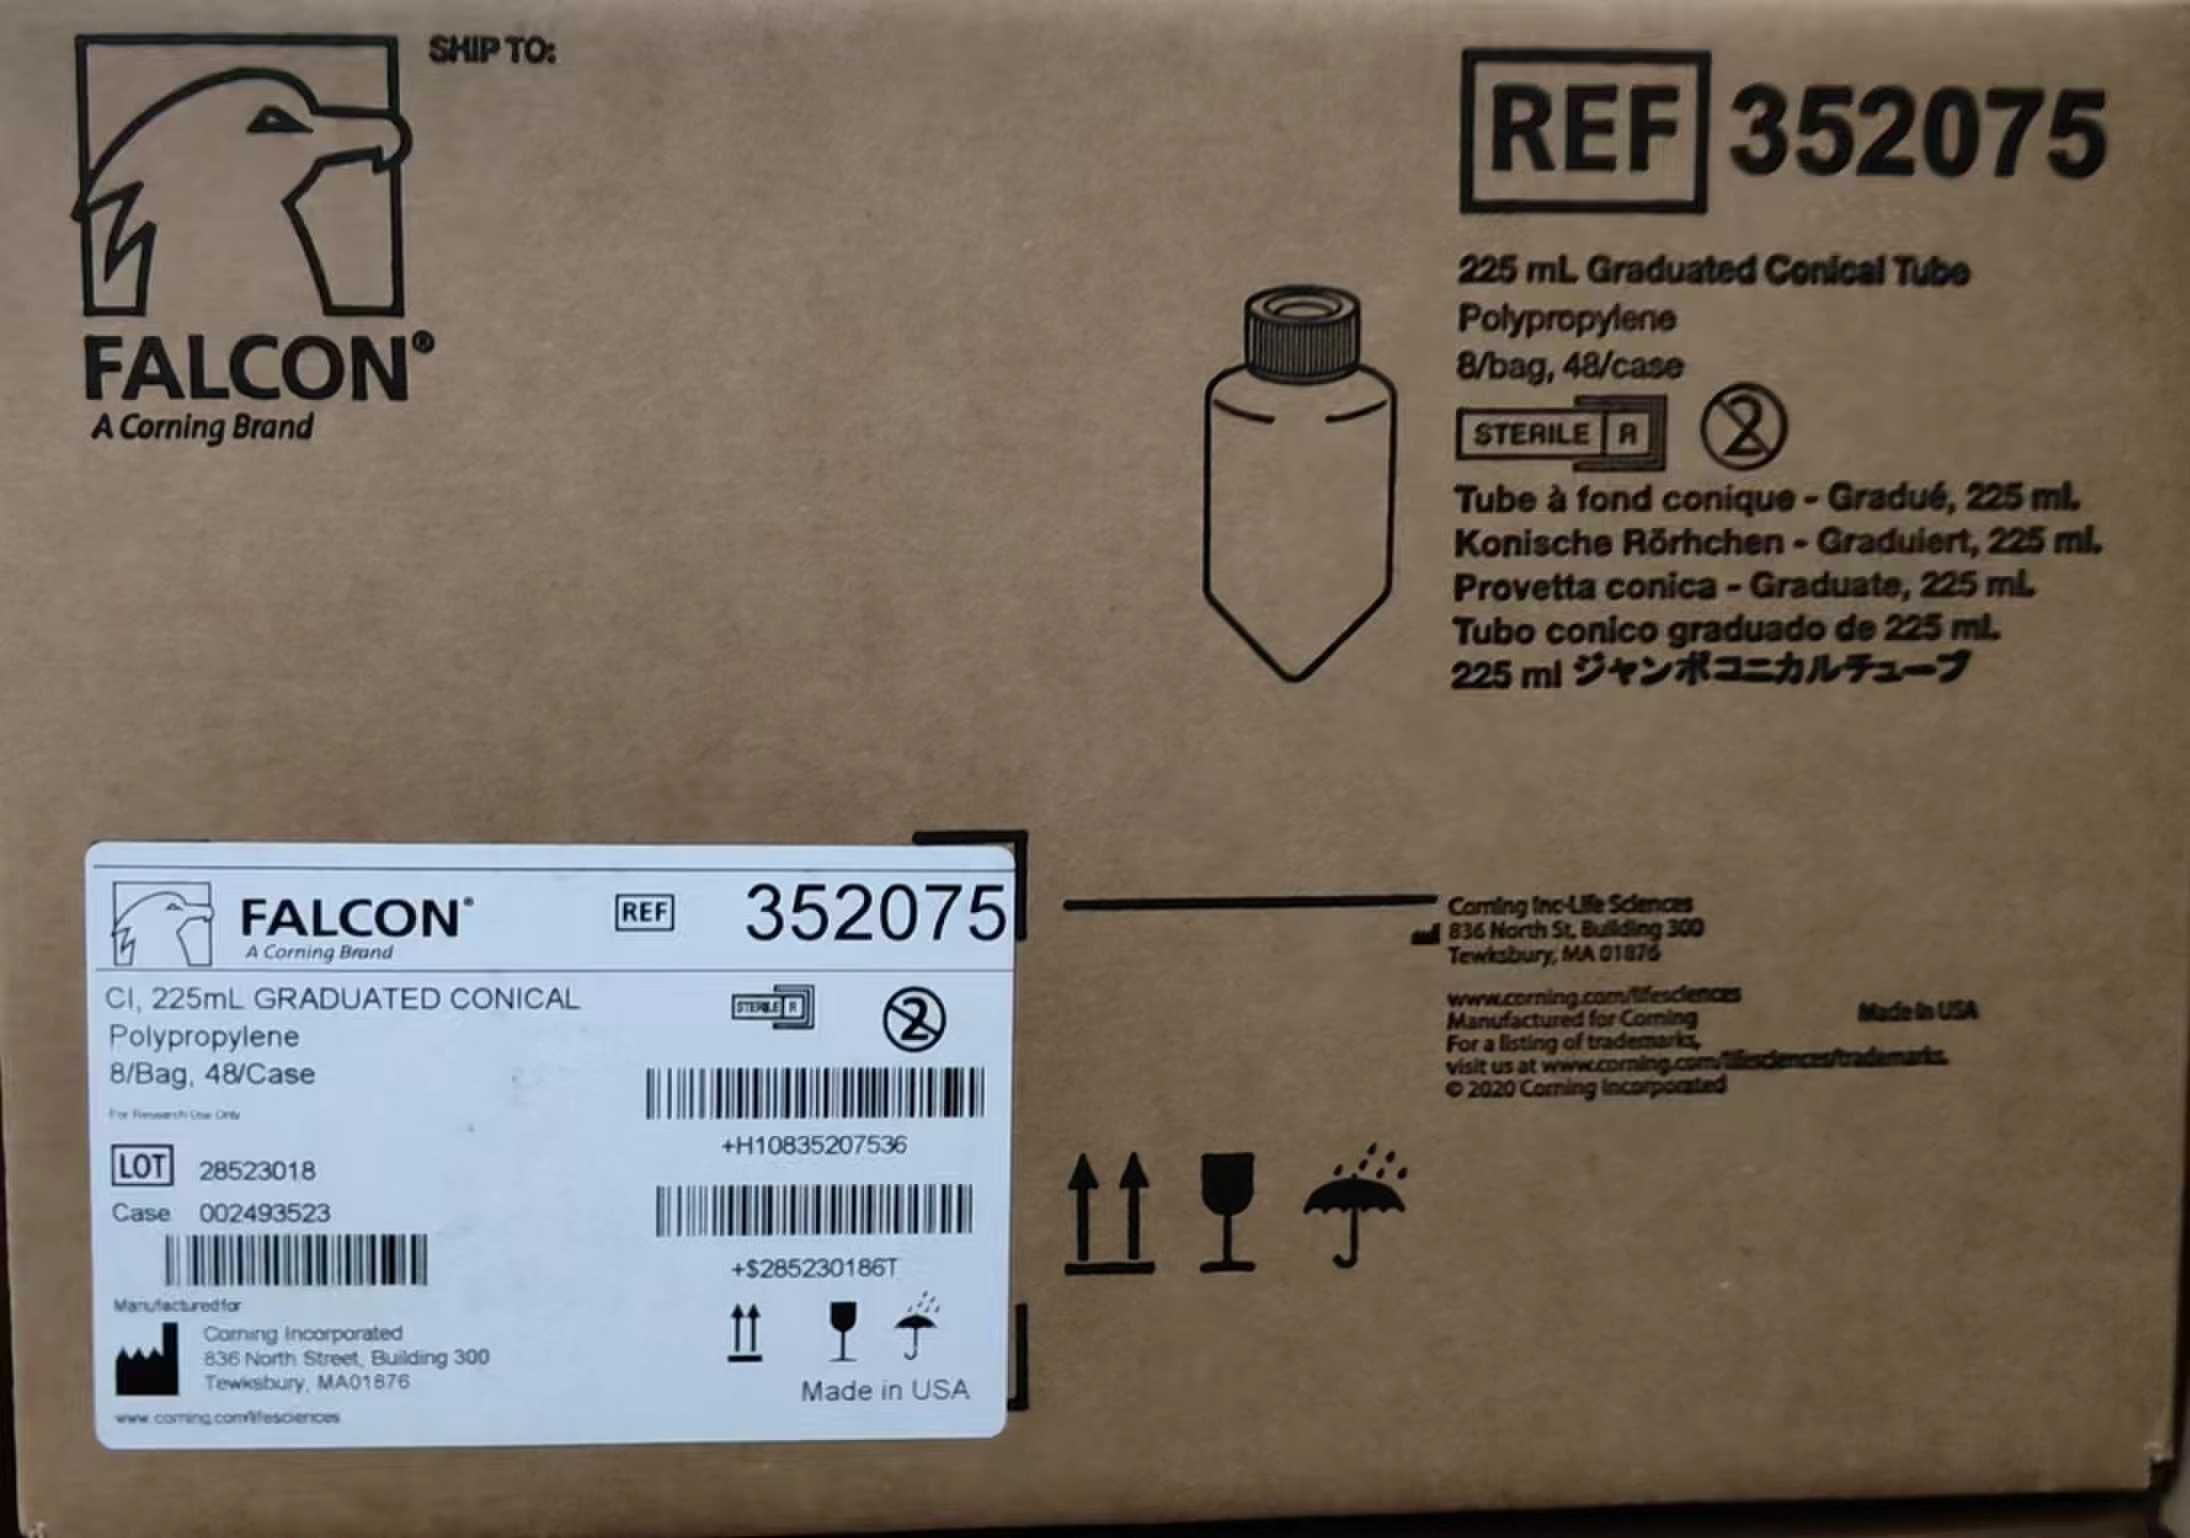 SHIP TO:
FALCON®
A Corning Brand
REF 352075
225 mL Graduated Conical Tube
Polypropylene
8/bag, 48/case
STERILE R 2
Tube à fond conique - Gradué, 225 ml.
Konische Rörhchen - Graduiert, 225 ml.
Provetta conica - Graduate, 225 mL
Tubo conico graduado de 225 ml.
225 ml ジャンボコニカルチューブ
FALCON®
A Corning Brand
REF 352075
CI, 225mL GRADUATED CONICAL
Polypropylene
8/Bag, 48/Case
For Research Use Only
STERILE R 2
+H10835207536
LOT 28523018
Case 002493523
+$285230186T
Manufactured for
Corning Incorporated
836 North Street, Building 300
Tewksbury, MA01876
www.corning.com/lifesciences
Made in USA
Corning Inc-Life Sciences
836 North St. Building 300
Tewksbury, MA 01876
www.corning.com/lifesciences
Manufactured for Corning
For a listing of trademarks,
visit us at www.corning.com/lifesciences/trademarks.
© 2020 Corning Incorporated
Made in USA